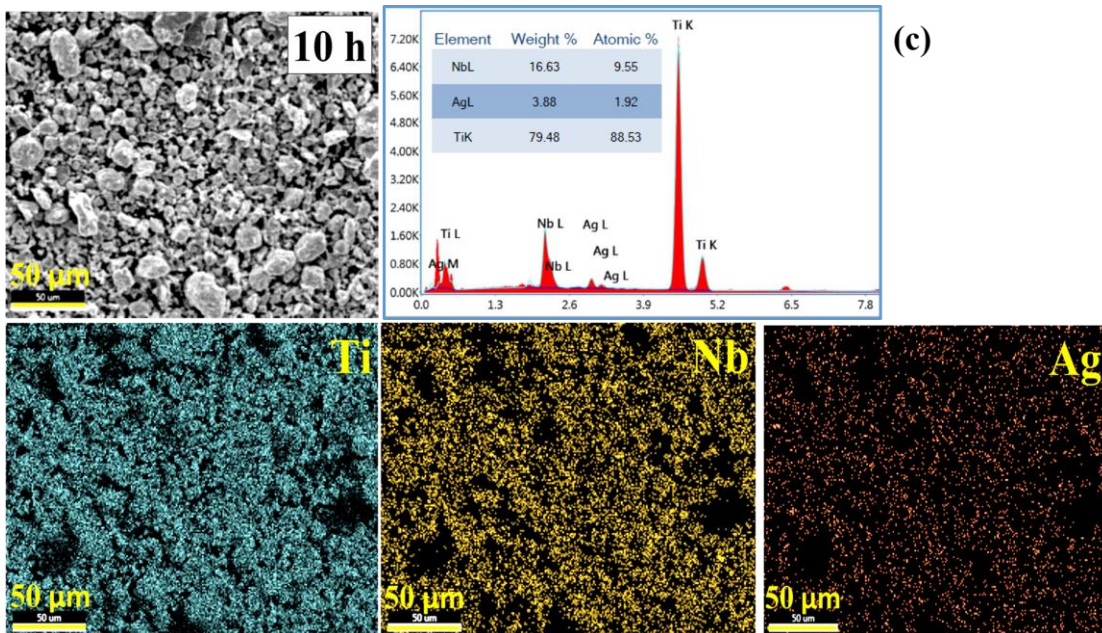 10 h
50 µm
50 um
(c)
Element Weight % Atomic %
NbL 16.63 9.55
AgL 3.88 1.92
TiK 79.48 88.53
7.20K
6.40K
5.60K
4.80K
4.00K
3.20K
2.40K
1.60K
0.80K
0.00K
Ti K
Ti L
Ag M
Nb L
Nb L
Ag L
Ag L
Ag L
Ti K
0.0 1.3 2.6 3.9 5.2 6.5 7.8
Ti
50 µm
50 um
Nb
50 µm
50 um
Ag
50 µm
50 um